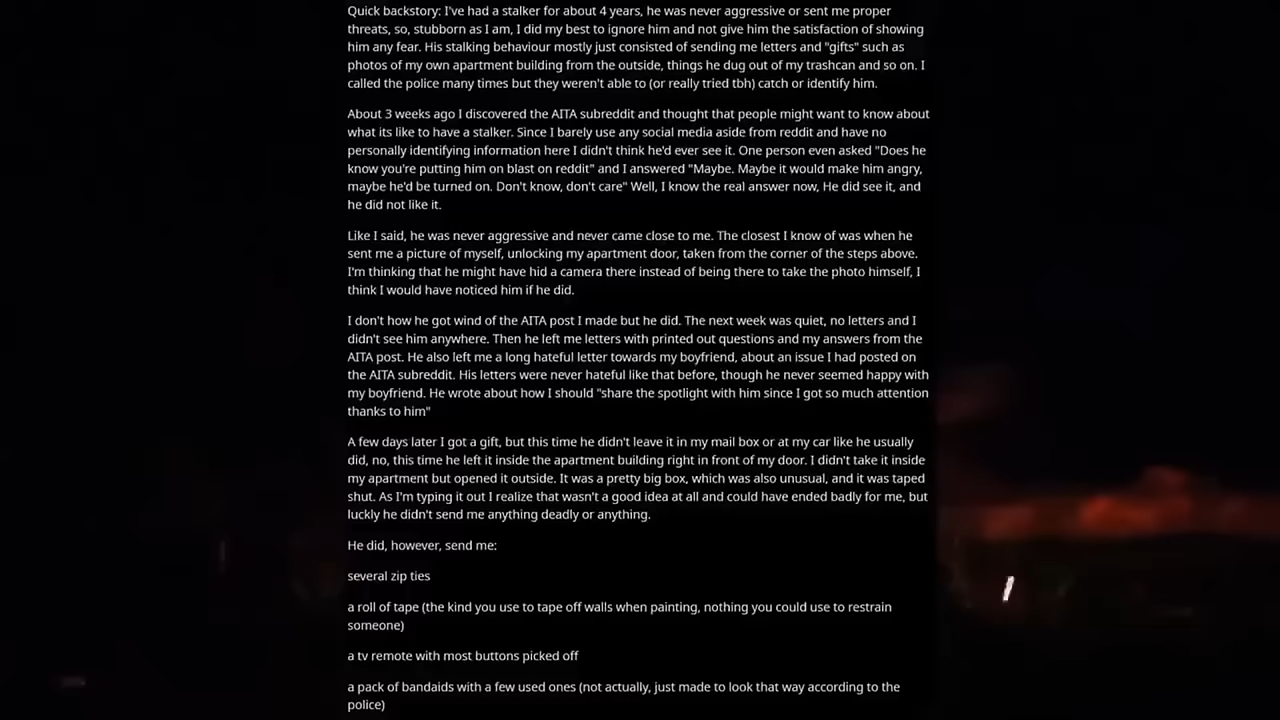 Quick backstory: I've had a stalker for about 4 years, he was never aggressive or sent me proper
threats, so, stubborn as I am, I did my best to ignore him and not give him the satisfaction of showing
him any fear. His stalking behaviour mostly just consisted of sending me letters and "gifts" such as
photos of my own apartment building from the outside, things he dug out of my trashcan and so on. I
called the police many times but they weren't able to (or really tried tbh) catch or identify him.
About 3 weeks ago I discovered the AITA subreddit and thought that people might want to know about
what its like to have a stalker. Since I barely use any social media aside from reddit and have no
personally identifying information here I didn't think he'd ever see it. One person even asked "Does he
know you're putting him on blast on reddit" and I answered "Maybe. Maybe it would make him angry,
maybe he'd be turned on. Don't know, don't care" Well, I know the real answer now, He did see it, and
he did not like it.
Like I said, he was never aggressive and never came close to me. The closest I know of was when he
sent me a picture of myself, unlocking my apartment door, taken from the corner of the steps above.
I'm thinking that he might have hid a camera there instead of being there to take the photo himself, I
think I would have noticed him if he did.
I don't how he got wind of the AITA post I made but he did. The next week was quiet, no letters and I
didn't see him anywhere. Then he left me letters with printed out questions and my answers from the
AITA post. He also left me a long hateful letter towards my boyfriend, about an issue I had posted on
the AITA subreddit. His letters were never hateful like that before, though he never seemed happy with
my boyfriend. He wrote about how I should "share the spotlight with him since I got so much attention
thanks to him"
A few days later I got a gift, but this time he didn't leave it in my mail box or at my car like he usually
did, no, this time he left it inside the apartment building right in front of my door. I didn't take it inside
my apartment but opened it outside. It was a pretty big box, which was also unusual, and it was taped
shut. As I'm typing it out I realize that wasn't a good idea at all and could have ended badly for me, but
luckly he didn't send me anything deadly or anything.
He did, however, send me:
several zip ties
a roll of tape (the kind you use to tape off walls when painting, nothing you could use to restrain
someone)
a tv remote with most buttons picked off
a pack of bandaids with a few used ones (not actually, just made to look that way according to the
police)